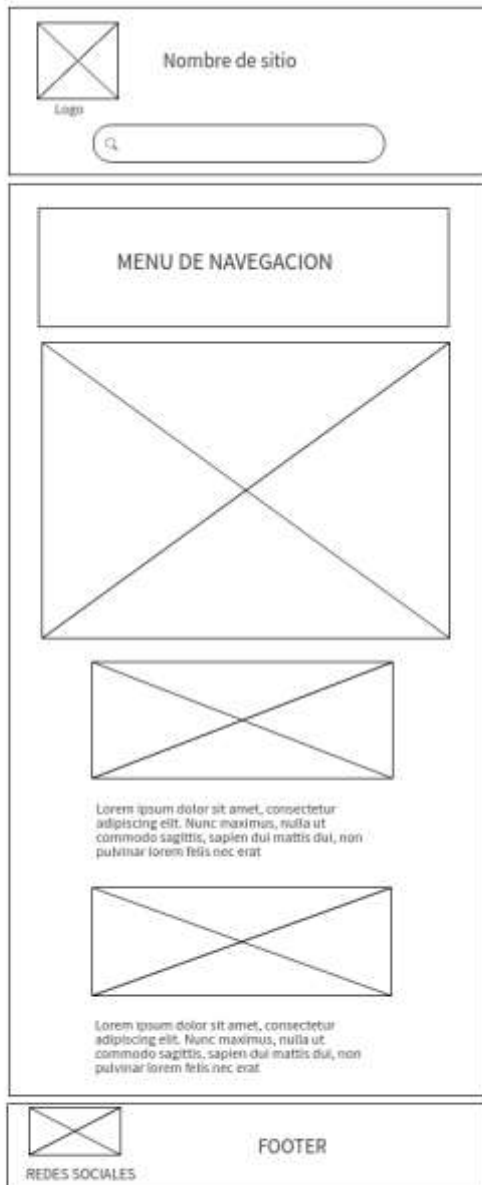 Nombre de sitio
Logo
MENU DE NAVEGACION
Lorem ipsum dolor sit amet, consectetur
adipiscing elit. Nunc maximus, nulla ut
commodo sagittis, sapien dui mattis dui, non
pulvinar lorem felis nec erat
Lorem ipsum dolor sit amet, consectetur
adipiscing elit. Nunc maximus, nulla ut
commodo sagittis, sapien dui mattis dui, non
pulvinar lorem felis nec erat
FOOTER
REDES SOCIALES